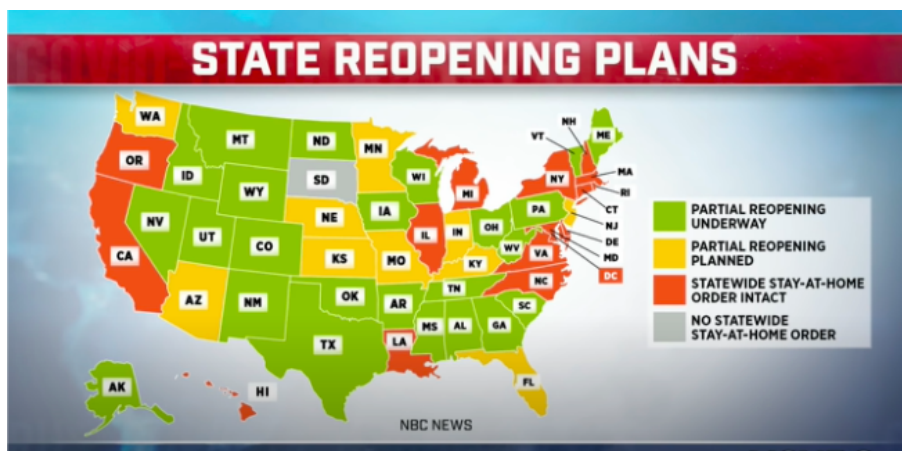 STATE REOPENING PLANS
WA
OR
CA
NV
ID
MT
WY
UT
AZ
CO
NM
ND
SD
NE
KS
OK
TX
MN
IA
MO
AR
LA
WI
IL
MI
IN
OH
KY
TN
MS
AL
GA
FL
SC
NC
VA
WV
PA
NY
VT
NH
ME
MA
RI
CT
NJ
DE
MD
DC
AK
HI
PARTIAL REOPENING
UNDERWAY
PARTIAL REOPENING
PLANNED
STATEWIDE STAY-AT-HOME
ORDER INTACT
NO STATEWIDE
STAY-AT-HOME ORDER
NBC NEWS